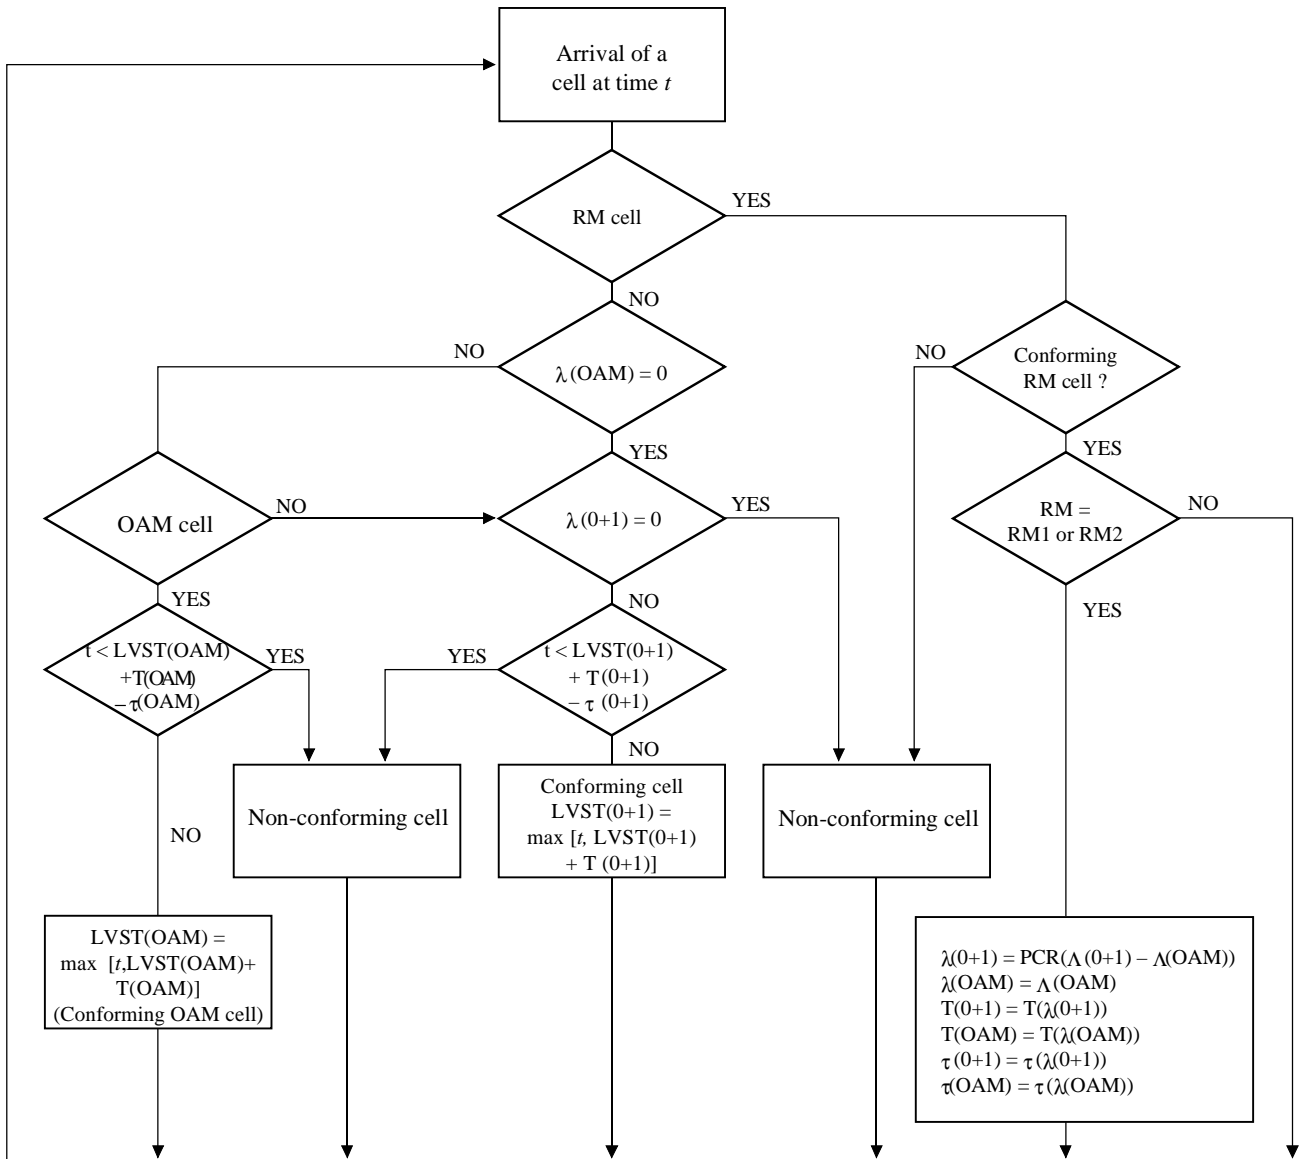 Arrival of a
cell at time t
RM cell
YES
NO
NO
λ(OAM) = 0
NO
Conforming
RM cell ?
YES
YES
OAM cell
NO
λ(0+1) = 0
YES
RM =
RM1 or RM2
NO
YES
NO
YES
t < LVST(OAM)
+T(OAM)
– τ(OAM)
YES
YES
t < LVST(0+1)
+ T (0+1)
– τ (0+1)
NO
NO
Non-conforming cell
Conforming cell
LVST(0+1) =
max [t, LVST(0+1)
+ T (0+1)]
Non-conforming cell
LVST(OAM) =
max [t,LVST(OAM)+
T(OAM)]
(Conforming OAM cell)
λ(0+1) = PCR(Λ(0+1) – Λ(OAM))
λ(OAM) = Λ(OAM)
T(0+1) = T(λ(0+1))
T(OAM) = T(λ(OAM))
τ(0+1) = τ(λ(0+1))
τ(OAM) = τ(λ(OAM))